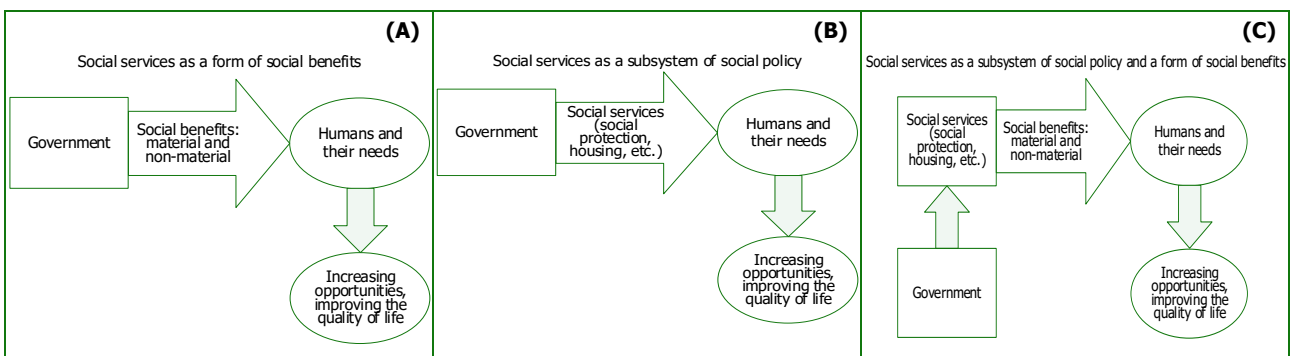 (A)
Social services as a form of social benefits
Government
Social benefits:
material and
non-material
Humans and
their needs
Increasing
opportunities,
improving the
quality of life
(B)
Social services as a subsystem of social policy
Government
Social services
(social
protection,
housing, etc.)
Humans and
their needs
Increasing
opportunities,
improving the
quality of life
(C)
Social services as a subsystem of social policy and a form of social benefits
Social services
(social
protection,
housing, etc.)
Social benefits:
material and
non-material
Humans and
their needs
Government
Increasing
opportunities,
improving the
quality of life